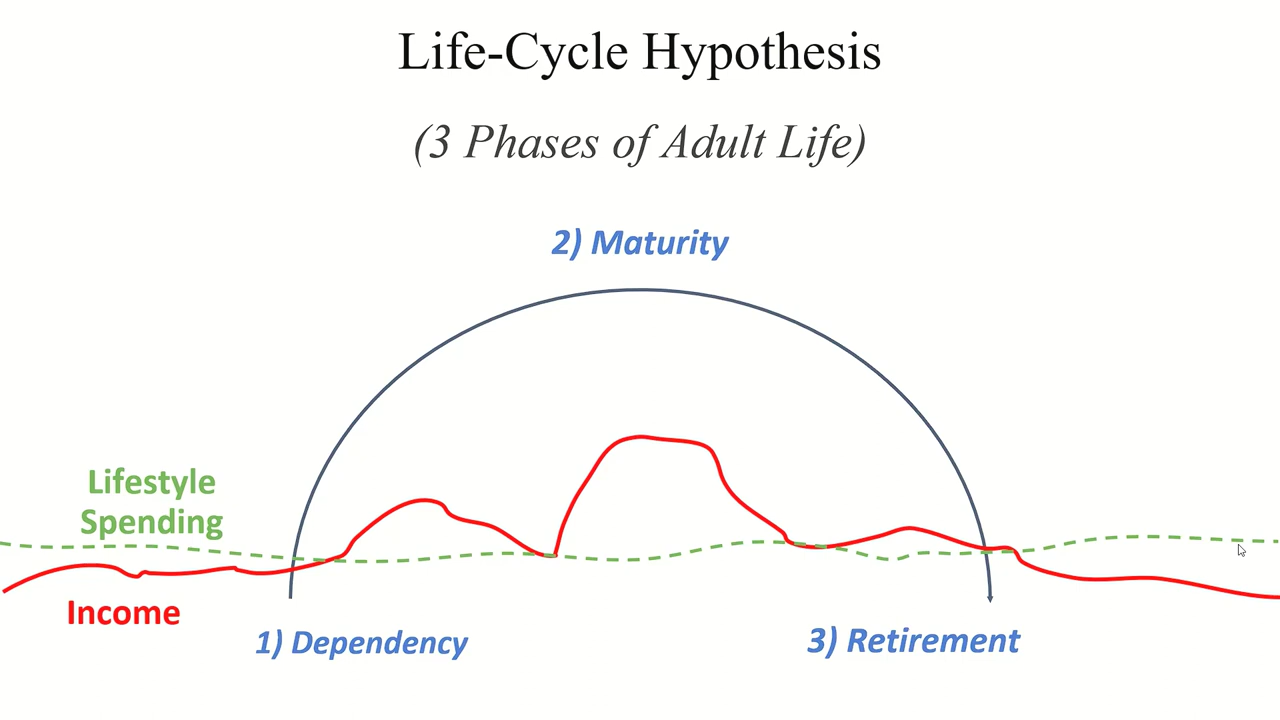 Life-Cycle Hypothesis
(3 Phases of Adult Life)
2) Maturity
Lifestyle
Spending
Income
1) Dependency
3) Retirement